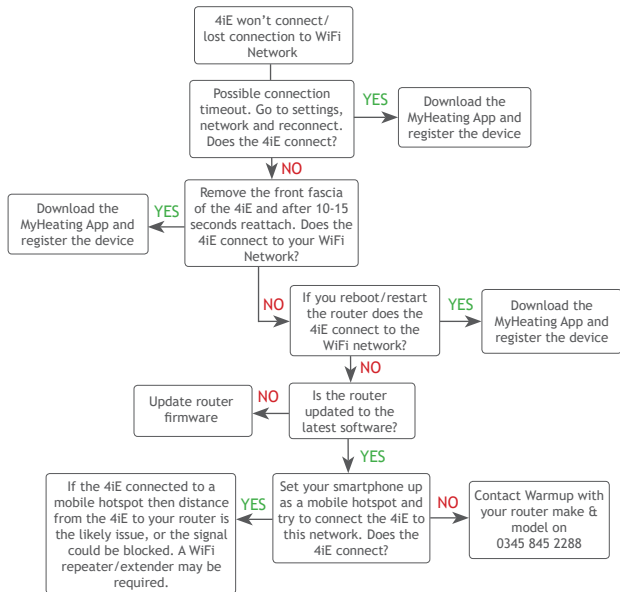 4iE won't connect/
lost connection to WiFi
Network
Possible connection
timeout. Go to settings,
network and reconnect.
Does the 4iE connect?
YES
Download the
MyHeating App and
register the device
NO
Remove the front fascia
of the 4iE and after 10-15
seconds reattach. Does the
4iE connect to your WiFi
Network?
YES
Download the
MyHeating App and
register the device
NO
If you reboot/restart
the router does the
4iE connect to the
WiFi network?
YES
Download the
MyHeating App and
register the device
NO
Is the router
updated to the
latest software?
NO
Update router
firmware
YES
Set your smartphone up
as a mobile hotspot and
try to connect the 4iE to
this network. Does the
4iE connect?
YES
If the 4iE connected to a
mobile hotspot then distance
from the 4iE to your router is
the likely issue, or the signal
could be blocked. A WiFi
repeater/extender may be
required.
NO
Contact Warmup with
your router make &
model on
0345 845 2288